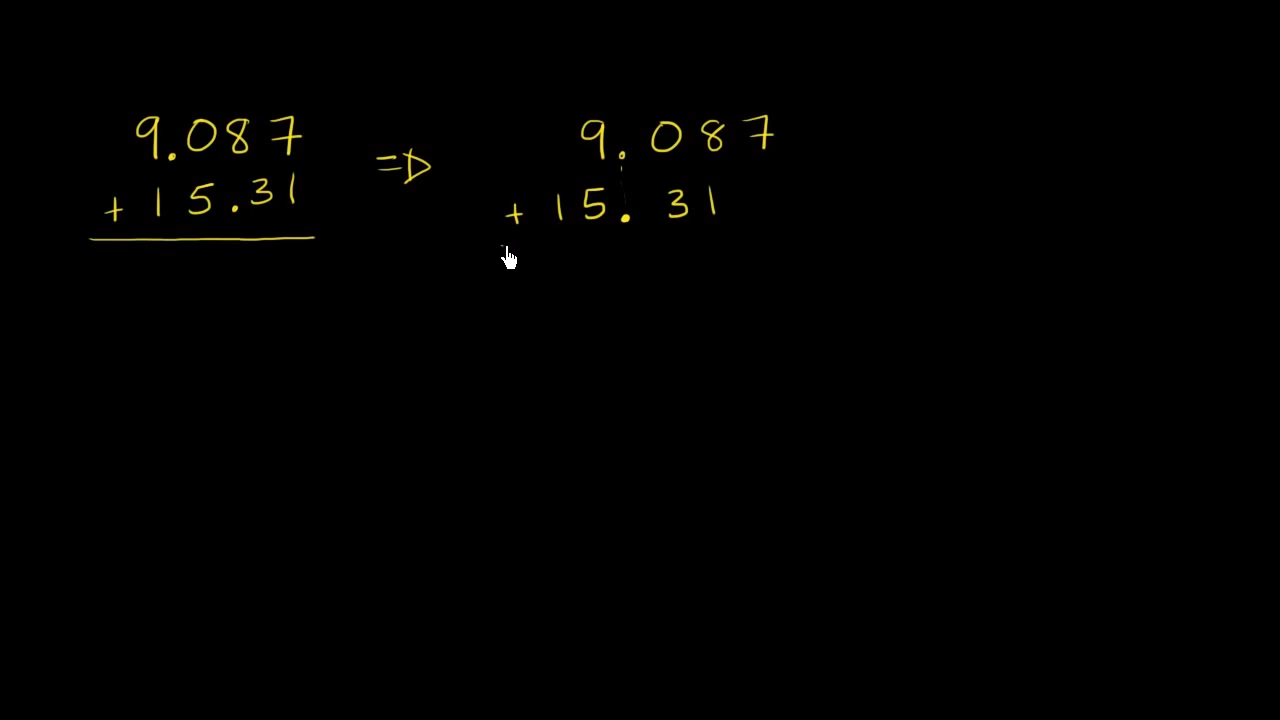 9.087 => 9.087
+ 15.31 + 15.31